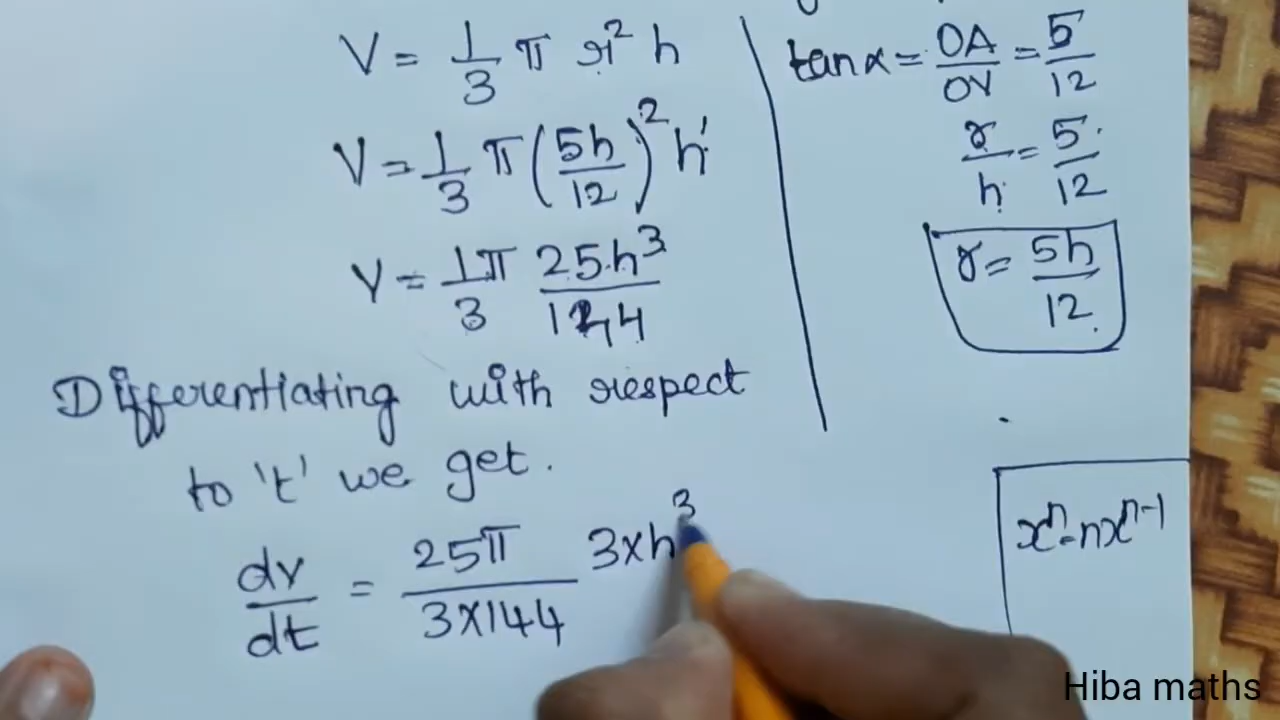 V = 1/3 π r² h
V = 1/3 π (5h/12)² h
V = 1/3 π 25h³/144
Differentiating with respect
to 't' we get.
dv/dt = 25π/3×144 3×h³
tan α = OA/OV = 5/12
r/h = 5/12
r = 5h/12
xⁿ = nxⁿ⁻¹
Hiba maths